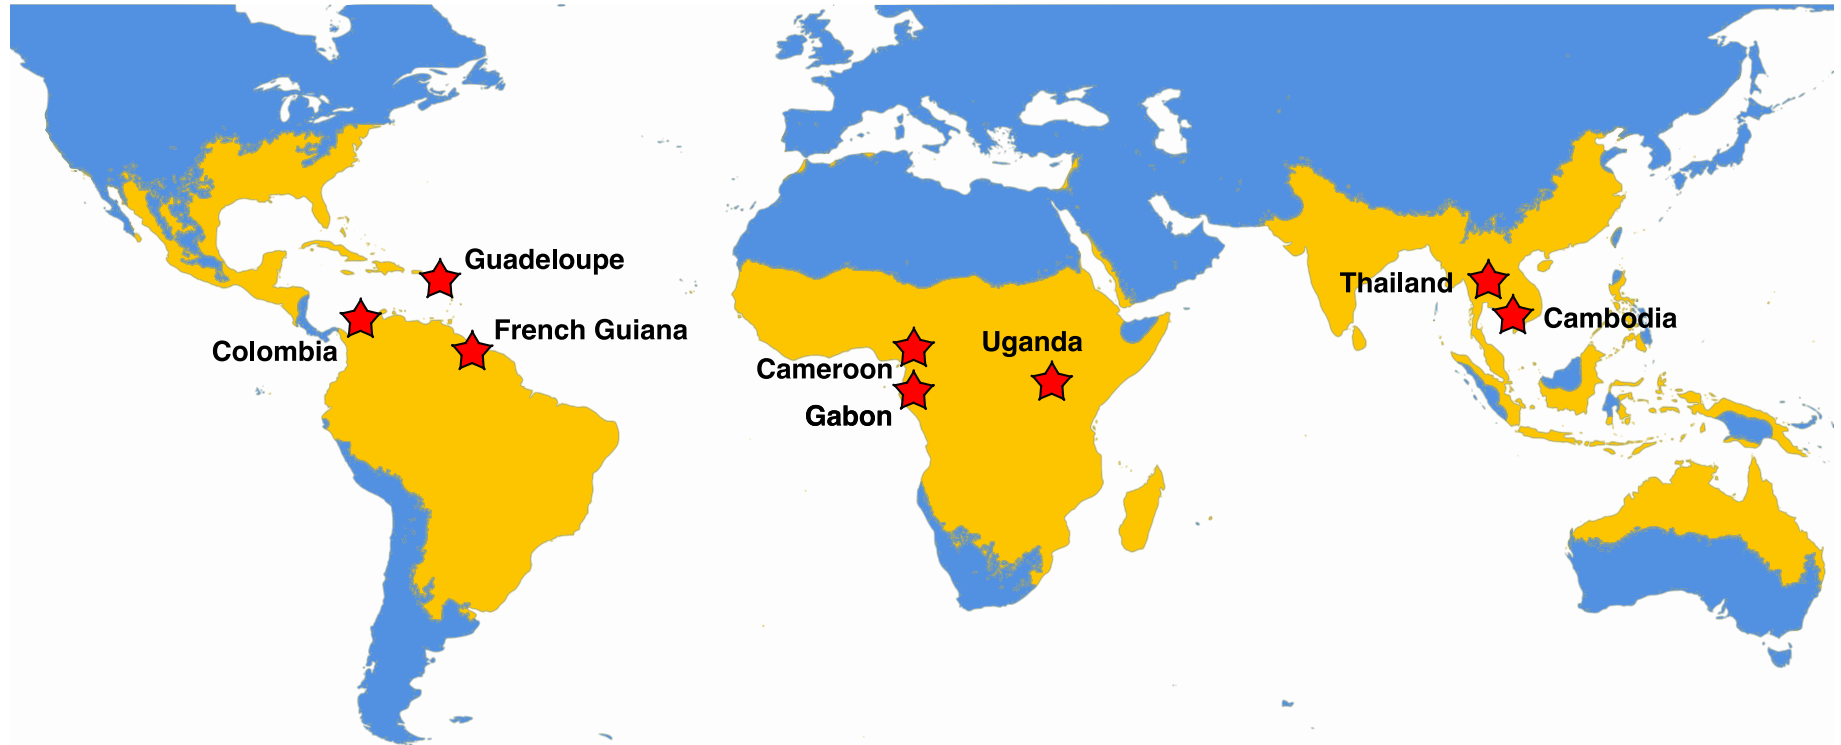 Guadeloupe
Thailand
Cambodia
French Guiana
Colombia
Uganda
Cameroon
Gabon